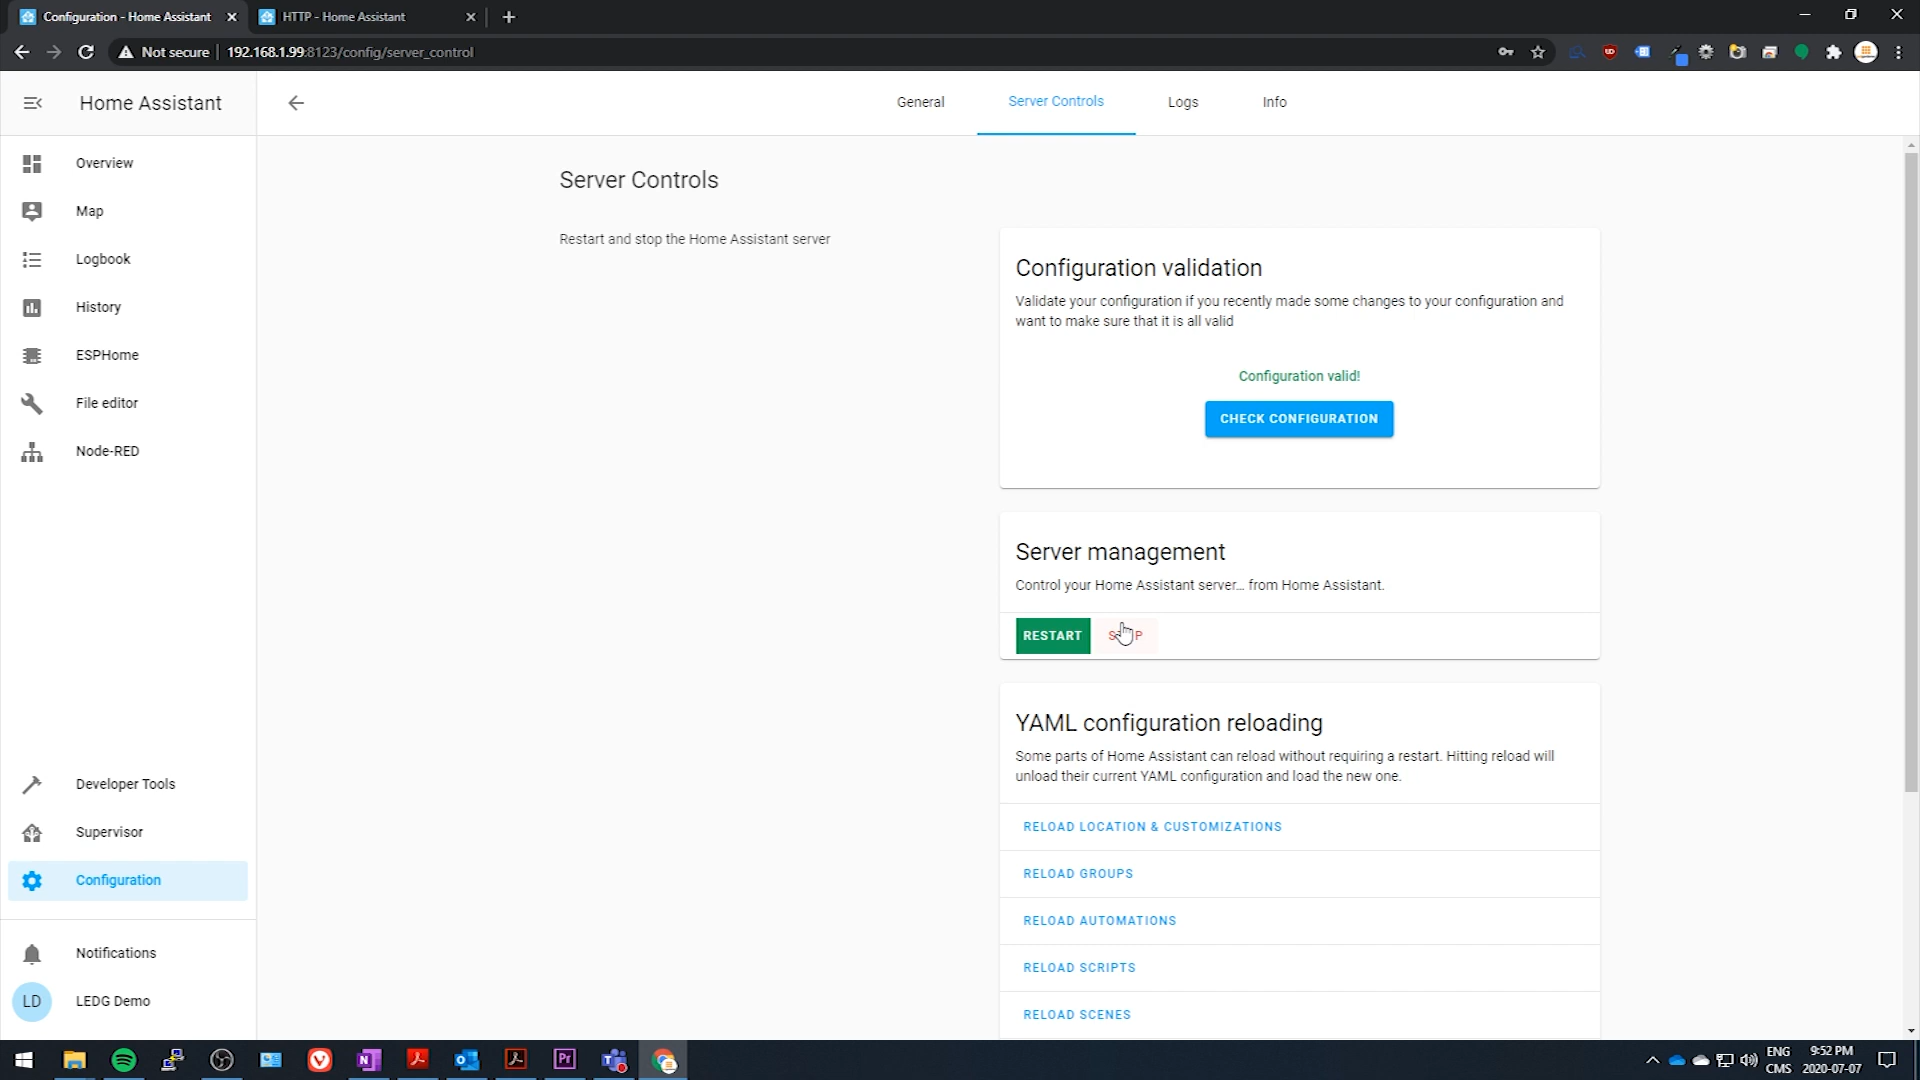 Configuration - Home Assistant
HTTP - Home Assistant
Not secure
192.168.1.99:8123/config/server_control
Home Assistant
General
Server Controls
Logs
Info
Overview
Map
Logbook
History
ESPHome
File editor
Node-RED
Developer Tools
Supervisor
Configuration
Notifications
LD
LEDG Demo
Server Controls
Restart and stop the Home Assistant server
Configuration validation
Validate your configuration if you recently made some changes to your configuration and
want to make sure that it is all valid
Configuration valid!
CHECK CONFIGURATION
Server management
Control your Home Assistant server... from Home Assistant.
RESTART
YAML configuration reloading
Some parts of Home Assistant can reload without requiring a restart. Hitting reload will
unload their current YAML configuration and load the new one.
RELOAD LOCATION & CUSTOMIZATIONS
RELOAD GROUPS
RELOAD AUTOMATIONS
RELOAD SCRIPTS
RELOAD SCENES
Pr
ENG
CMS
9:52 PM
2020-07-07